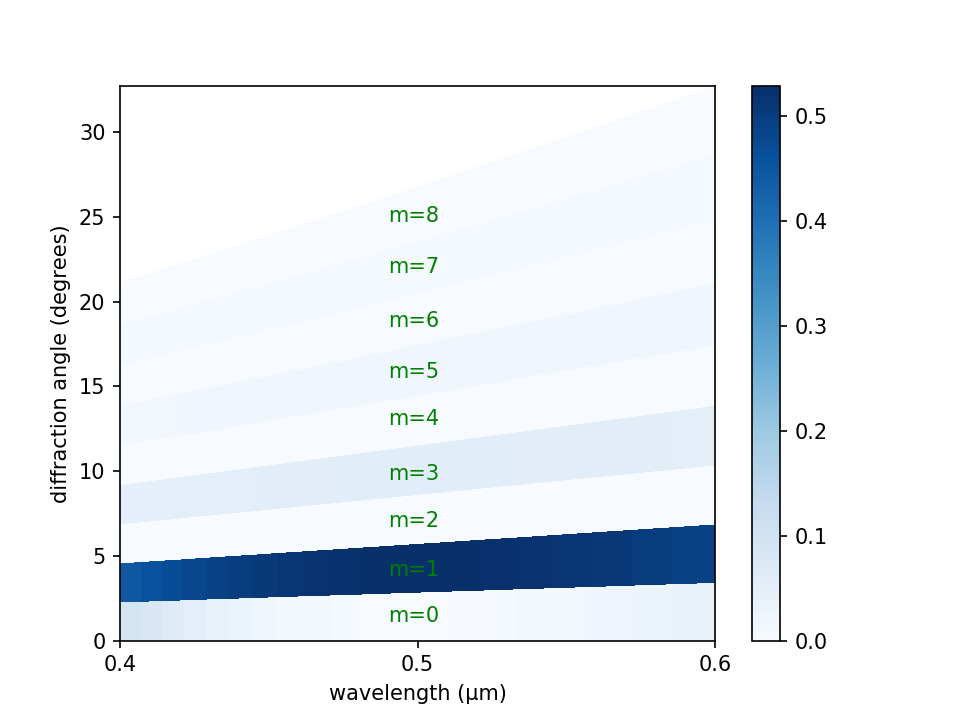 30
25
20
15
10
5
0
diffraction angle (degrees)
m=8
m=7
m=6
m=5
m=4
m=3
m=2
m=1
m=0
0.4
0.5
0.6
wavelength (μm)
0.5
0.4
0.3
0.2
0.1
0.0